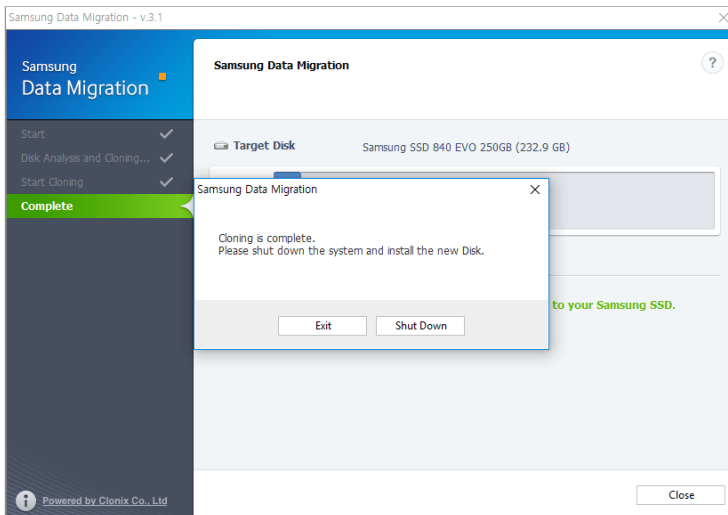 Samsung Data Migration - v.3.1
Samsung
Data Migration
Start
Disk Analysis and Cloning...
Start Cloning
Complete
Powered by Clonix Co., Ltd
Samsung Data Migration
?
Target Disk
Samsung SSD 840 EVO 250GB (232.9 GB)
to your Samsung SSD.
Samsung Data Migration
Cloning is complete.
Please shut down the system and install the new Disk.
Exit
Shut Down
Close